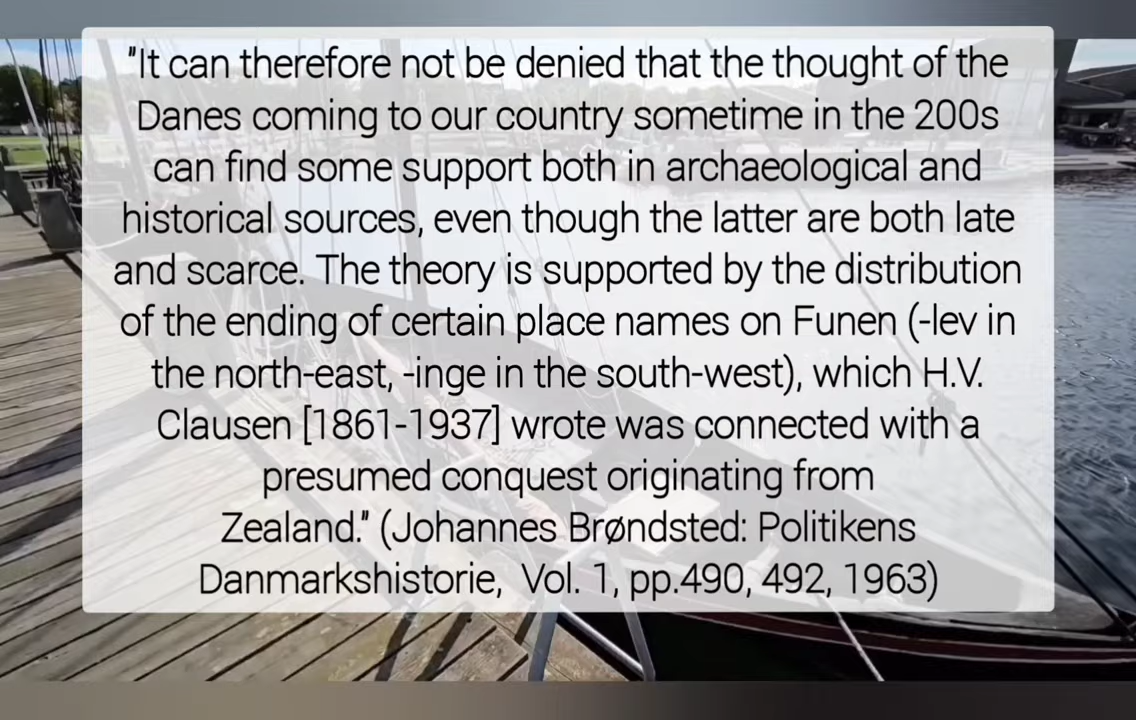 "It can therefore not be denied that the thought of the
Danes coming to our country sometime in the 200s
can find some support both in archaeological and
historical sources, even though the latter are both late
and scarce. The theory is supported by the distribution
of the ending of certain place names on Funen (-lev in
the north-east, -inge in the south-west), which H.V.
Clausen [1861-1937] wrote was connected with a
presumed conquest originating from
Zealand." (Johannes Brøndsted: Politikens
Danmarkshistorie, Vol. 1, pp.490, 492, 1963)